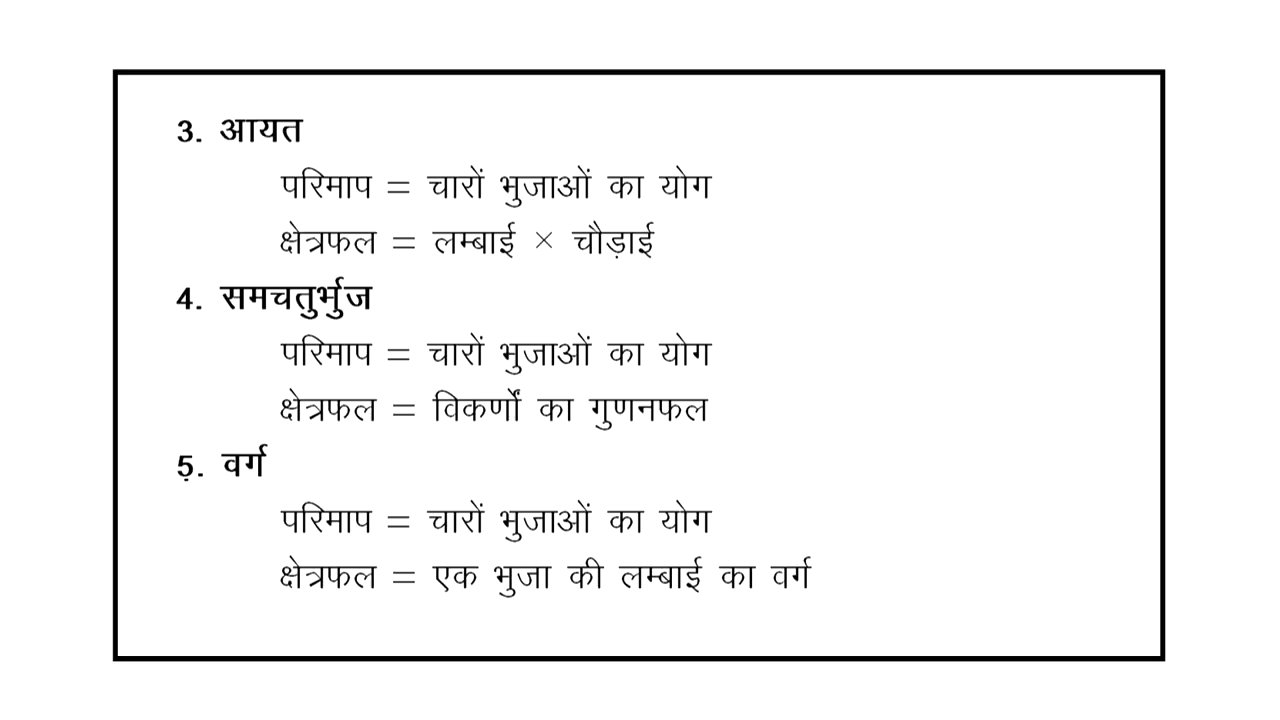 3. आयत
परिमाप = चारों भुजाओं का योग
क्षेत्रफल = लम्बाई × चौड़ाई
4. समचतुर्भुज
परिमाप = चारों भुजाओं का योग
क्षेत्रफल = विकर्णों का गुणनफल
5. वर्ग
परिमाप = चारों भुजाओं का योग
क्षेत्रफल = एक भुजा की लम्बाई का वर्ग